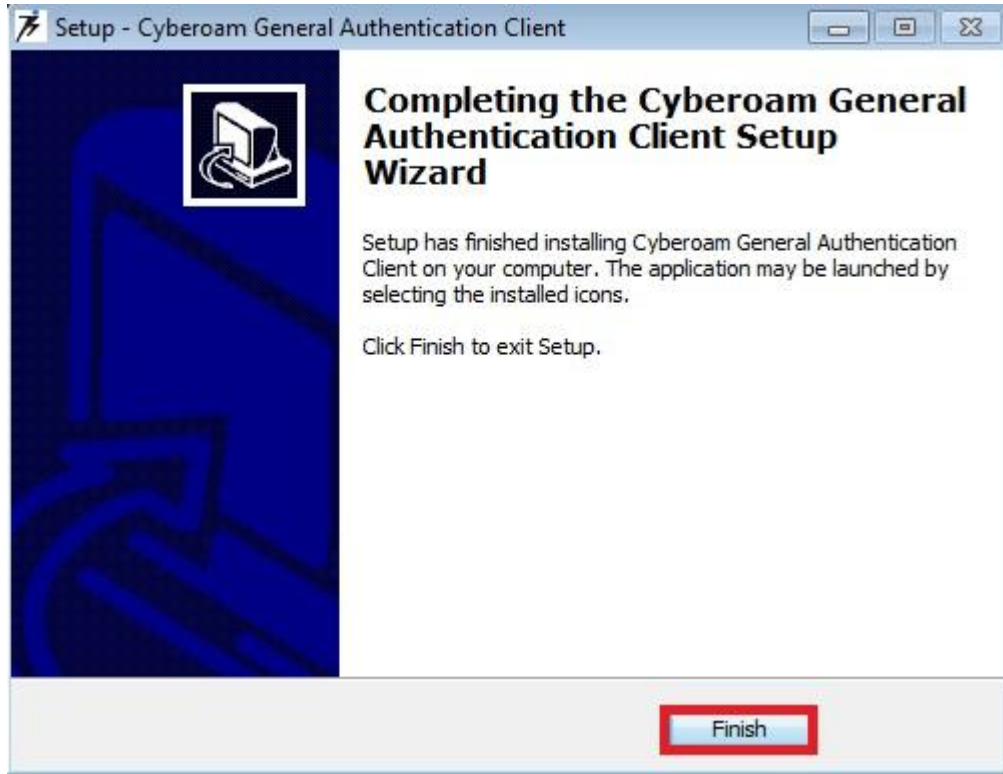 Setup - Cyberoam General Authentication Client
Completing the Cyberoam General
Authentication Client Setup
Wizard
Setup has finished installing Cyberoam General Authentication
Client on your computer. The application may be launched by
selecting the installed icons.
Click Finish to exit Setup.
Finish